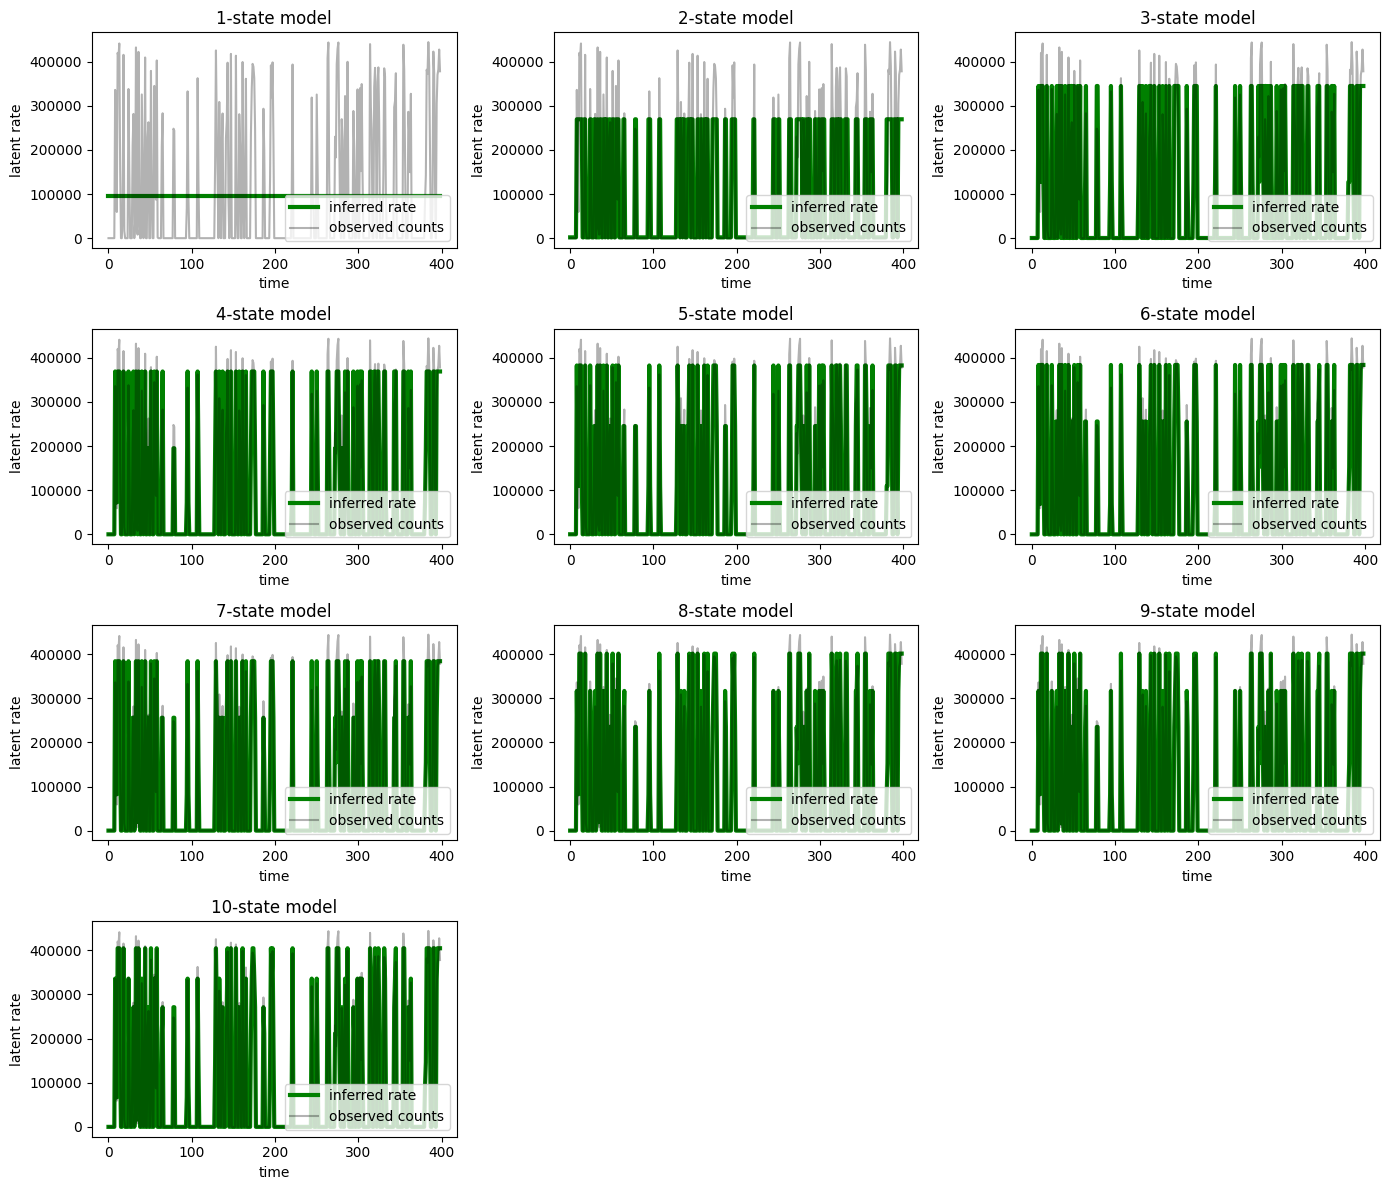 1-state model
latent rate
400000
300000
200000
100000
0
0
100
200
300
400
time
inferred rate
observed counts
2-state model
latent rate
400000
300000
200000
100000
0
0
100
200
300
400
time
inferred rate
observed counts
3-state model
latent rate
400000
300000
200000
100000
0
0
100
200
300
400
time
inferred rate
observed counts
4-state model
latent rate
400000
300000
200000
100000
0
0
100
200
300
400
time
inferred rate
observed counts
5-state model
latent rate
400000
300000
200000
100000
0
0
100
200
300
400
time
inferred rate
observed counts
6-state model
latent rate
400000
300000
200000
100000
0
0
100
200
300
400
time
inferred rate
observed counts
7-state model
latent rate
400000
300000
200000
100000
0
0
100
200
300
400
time
inferred rate
observed counts
8-state model
latent rate
400000
300000
200000
100000
0
0
100
200
300
400
time
inferred rate
observed counts
9-state model
latent rate
400000
300000
200000
100000
0
0
100
200
300
400
time
inferred rate
observed counts
10-state model
latent rate
400000
300000
200000
100000
0
0
100
200
300
400
time
inferred rate
observed counts